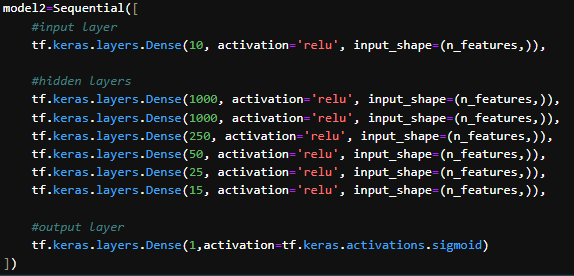 model2=Sequential([
#input layer
tf.keras.layers.Dense(10, activation='relu', input_shape=(n_features,)),
#hidden layers
tf.keras.layers.Dense(1000, activation='relu', input_shape=(n_features,)),
tf.keras.layers.Dense(1000, activation='relu', input_shape=(n_features,)),
tf.keras.layers.Dense(250, activation='relu', input_shape=(n_features,)),
tf.keras.layers.Dense(50, activation='relu', input_shape=(n_features,)),
tf.keras.layers.Dense(25, activation='relu', input_shape=(n_features,)),
tf.keras.layers.Dense(15, activation='relu', input_shape=(n_features,)),
#output layer
tf.keras.layers.Dense(1,activation=tf.keras.activations.sigmoid)
])